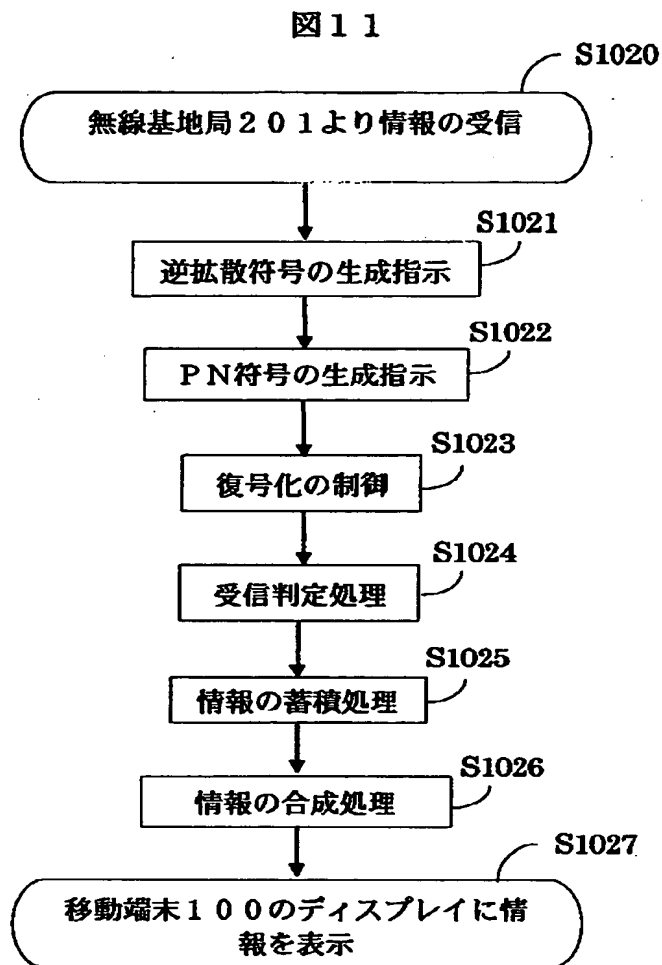 図11
S1020
無線基地局201より情報の受信
S1021
逆拡散符号の生成指示
S1022
PN符号の生成指示
S1023
復号化の制御
S1024
受信判定処理
S1025
情報の蓄積処理
S1026
情報の合成処理
S1027
移動端末100のディスプレイに情
報を表示